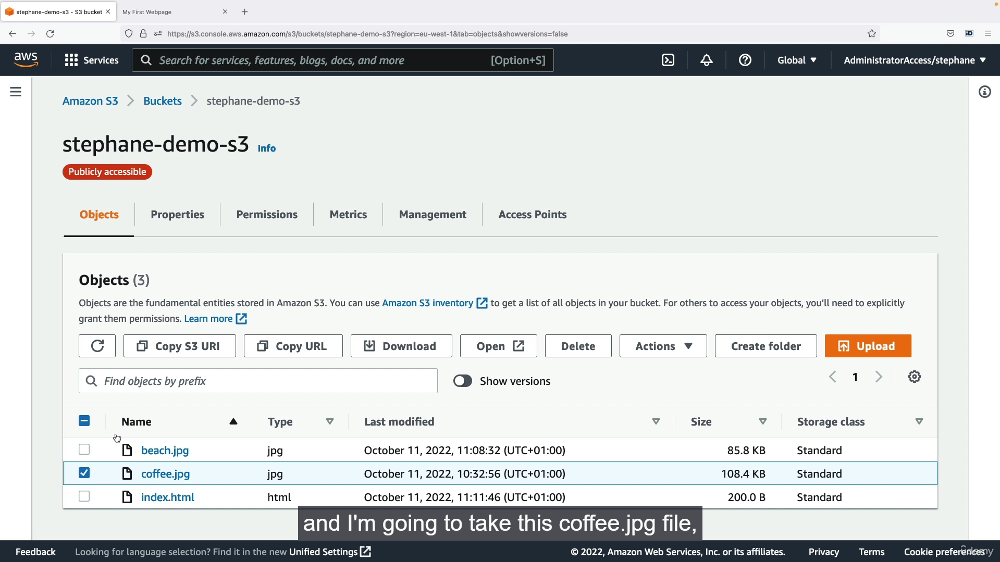 stephane-demo-s3 - S3 bucket
My First Webpage
https://s3.console.aws.amazon.com/s3/buckets/stephane-demo-s3?region=eu-west-1&tab=objects&showversions=false
iD
aws
Services
Search for services, features, blogs, docs, and more
[Option+S]
Global
AdministratorAccess/stephane
Amazon S3
Buckets
stephane-demo-s3
stephane-demo-s3 Info
Publicly accessible
Objects
Properties
Permissions
Metrics
Management
Access Points
Objects (3)
Objects are the fundamental entities stored in Amazon S3. You can use Amazon S3 inventory to get a list of all objects in your bucket. For others to access your objects, you'll need to explicitly
grant them permissions. Learn more
Copy S3 URI
Copy URL
Download
Open
Delete
Actions
Create folder
Upload
Find objects by prefix
Show versions
1
Name Type Last modified Size Storage class
beach.jpg jpg October 11, 2022, 11:08:32 (UTC+01:00) 85.8 KB Standard
coffee.jpg jpg October 11, 2022, 10:32:56 (UTC+01:00) 108.4 KB Standard
index.html html October 11, 2022, 11:11:46 (UTC+01:00) 200.0 B Standard
and I'm going to take this coffee.jpg file,
Feedback
Looking for language selection? Find it in the new Unified Settings
© 2022, Amazon Web Services, Inc. or its affiliates.
Privacy
Terms
Cookie preferences
ûdemy